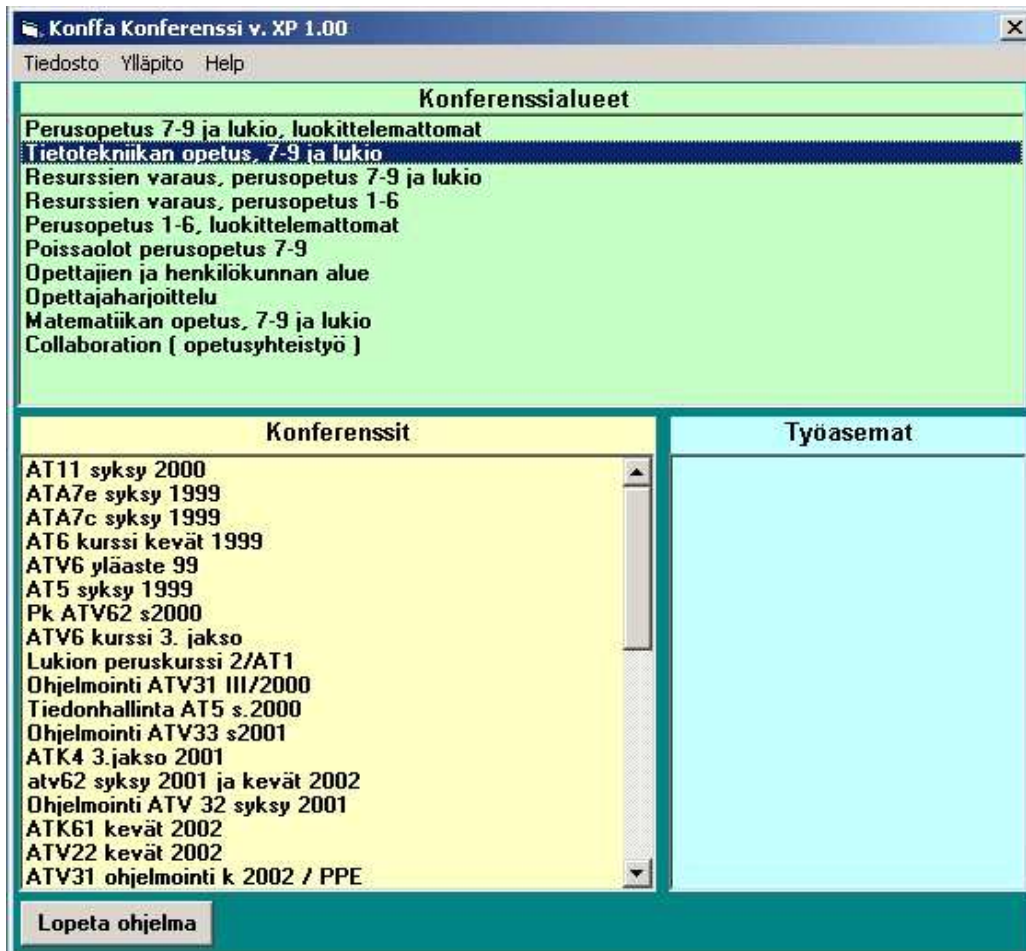 Konffa Konferenssi v. XP 1.00
Tiedosto Ylläpito Help
Konferenssialueet
Perusopetus 7-9 ja lukio, luokittelemattomat
Tietotekniikan opetus, 7-9 ja lukio
Resurssien varaus, perusopetus 7-9 ja lukio
Resurssien varaus, perusopetus 1-6
Perusopetus 1-6, luokittelemattomat
Poissaolot perusopetus 7-9
Opettajien ja henkilökunnan alue
Opettajaharjoittelu
Matematiikan opetus, 7-9 ja lukio
Collaboration ( opetusyhteistyö )
Konferenssit
AT11 syksy 2000
ATA7e syksy 1999
ATA7c syksy 1999
AT6 kurssi kevät 1999
ATV6 yläaste 99
AT5 syksy 1999
Pk ATV62 s2000
ATV6 kurssi 3. jakso
Lukion peruskurssi 2/AT1
Ohjelmointi ATV31 III/2000
Tiedonhallinta AT5 s.2000
Ohjelmointi ATV33 s2001
ATK4 3.jakso 2001
atv62 syksy 2001 ja kevät 2002
Ohjelmointi ATV 32 syksy 2001
ATK61 kevät 2002
ATV22 kevät 2002
ATV31 ohjelmointi k 2002 / PPE
Työasemat
Lopeta ohjelma